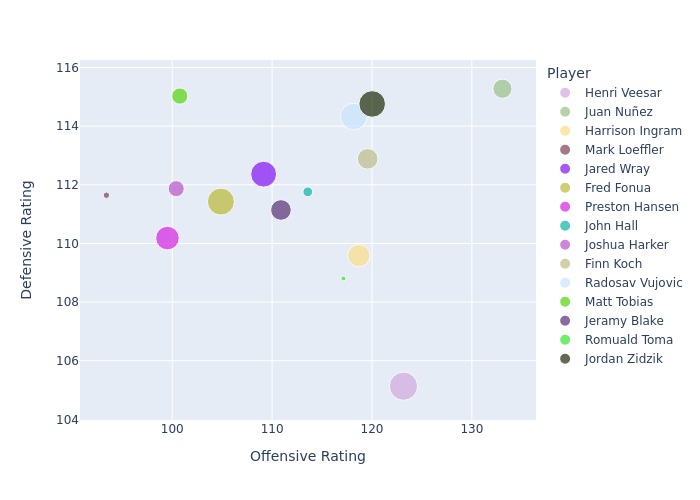 116
114
112
110
108
106
104
100
110
120
130
Offensive Rating
Defensive Rating
Player
Henri Veesar
Juan Nuñez
Harrison Ingram
Mark Loeffler
Jared Wray
Fred Fonua
Preston Hansen
John Hall
Joshua Harker
Finn Koch
Radosav Vujovic
Matt Tobias
Jeramy Blake
Romuald Toma
Jordan Zidzik